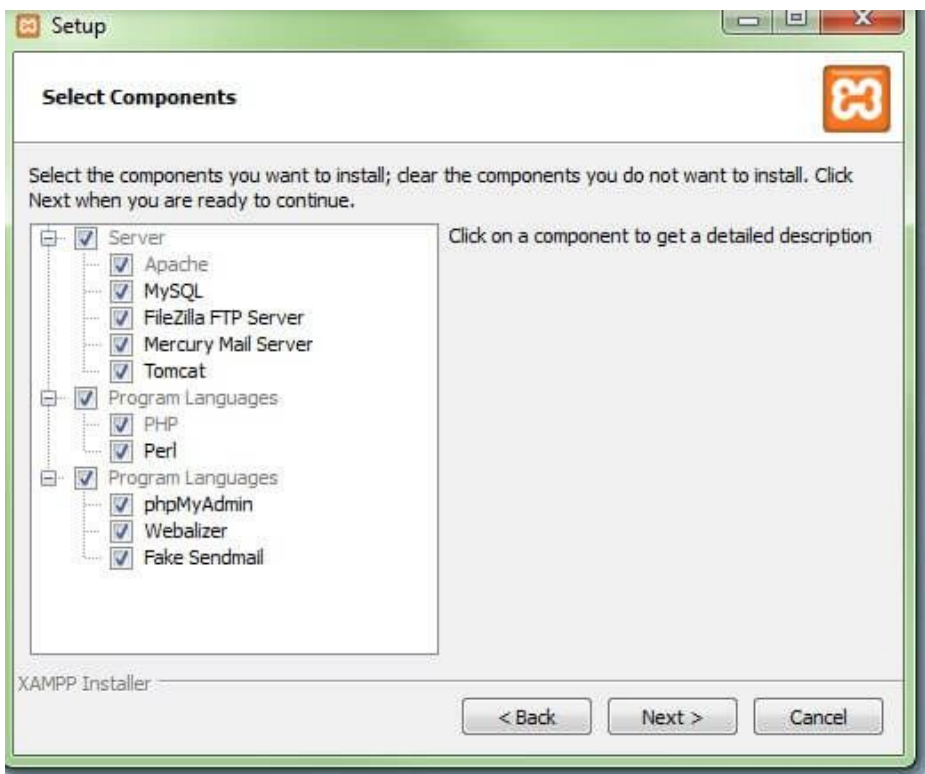 Setup
Select Components
Select the components you want to install; clear the components you do not want to install. Click
Next when you are ready to continue.
Server
Apache
MySQL
FileZilla FTP Server
Mercury Mail Server
Tomcat
Program Languages
PHP
Perl
Program Languages
phpMyAdmin
Webalizer
Fake Sendmail
Click on a component to get a detailed description
XAMPP Installer
< Back
Next >
Cancel